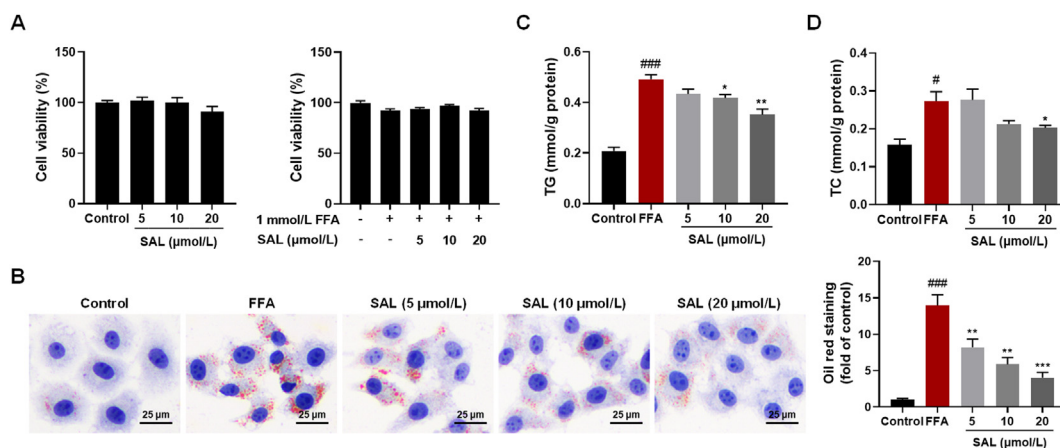 A
150
100
50
0
Cell viability (%)
Control 5 10 20
SAL (µmol/L)
150
100
50
0
Cell viability (%)
1 mmol/L FFA - + + + +
SAL (µmol/L) - - 5 10 20
C
0.6
0.4
0.2
0.0
TG (mmol/g protein)
###
*
**
Control FFA 5 10 20
SAL (µmol/L)
D
0.4
0.3
0.2
0.1
0.0
TC (mmol/g protein)
#
*
Control FFA 5 10 20
SAL (µmol/L)
B
Control
25 µm
FFA
25 µm
SAL (5 µmol/L)
25 µm
SAL (10 µmol/L)
25 µm
SAL (20 µmol/L)
25 µm
20
15
10
5
0
Oil red staining
(fold of control)
###
**
**
***
Control FFA 5 10 20
SAL (µmol/L)